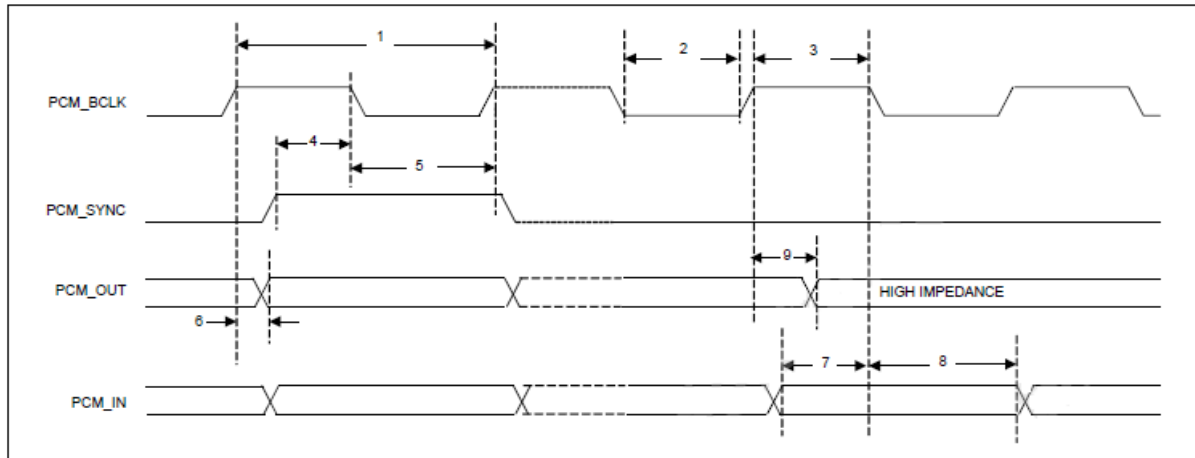 1
2
3
PCM_BCLK
4
5
PCM_SYNC
9
PCM_OUT
HIGH IMPEDANCE
6
7
8
PCM_IN